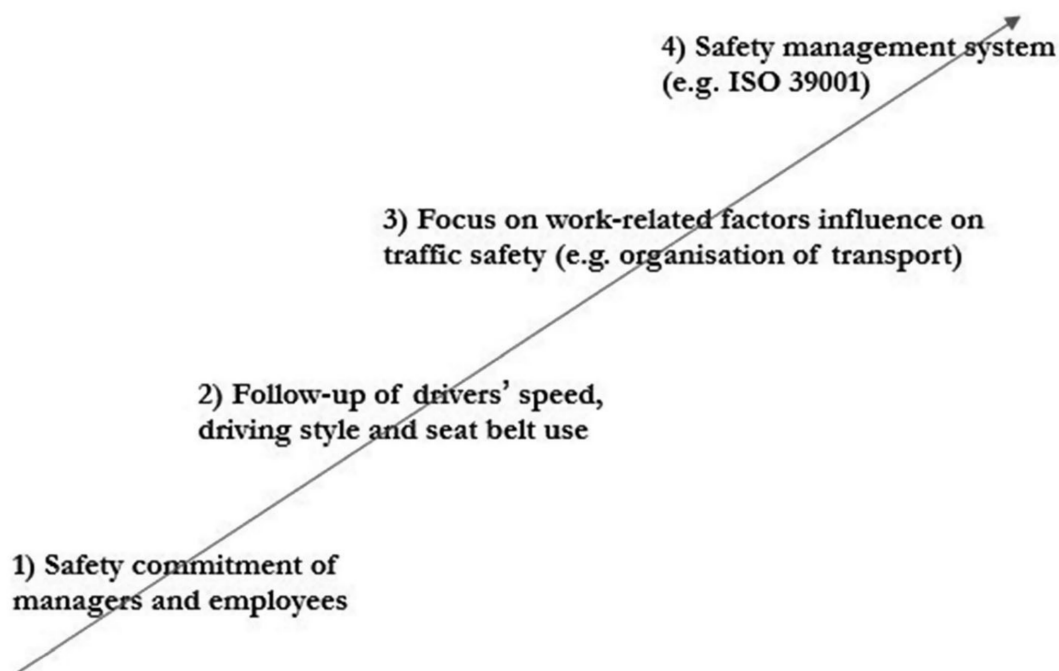 4) Safety management system
(e.g. ISO 39001)
3) Focus on work-related factors influence on
traffic safety (e.g. organisation of transport)
2) Follow-up of drivers’ speed,
driving style and seat belt use
1) Safety commitment of
managers and employees